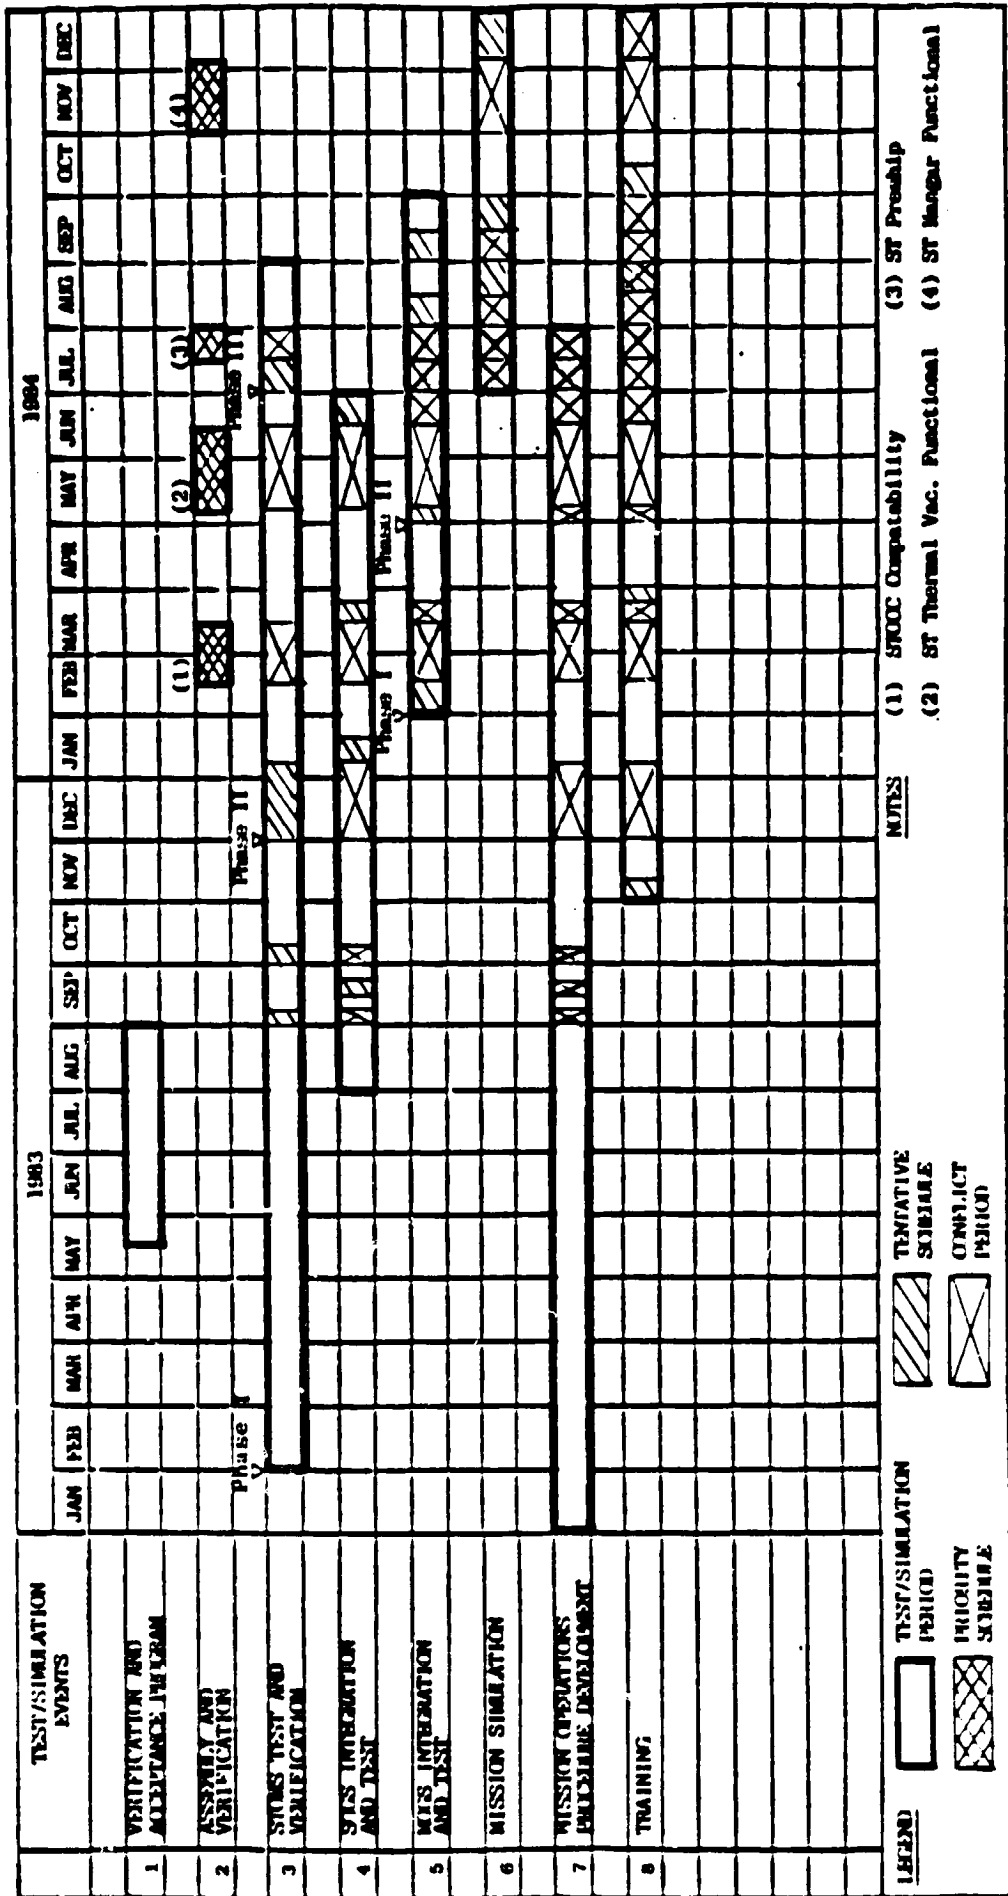 TEST/SIMULATION
EVENTS
1983
1984
JAN FEB MAR APR MAY JUN JUL AUG SEP OCT NOV DEC JAN FEB MAR APR MAY JUN JUL AUG SEP OCT NOV DEC
1 VERIFICATION AND
ACCEPTANCE PROGRAM
2 ASSEMBLY AND
VERIFICATION
(1) (2) (3) (4)
3 STOMS TEST AND
VERIFICATION
Phase I
Phase II
Phase III
4 STGS INTEGRATION
AND TEST
5 MOGS INTEGRATION
AND TEST
Phase I
Phase II
6 MISSION SIMULATION
7 MISSION OPERATIONS
PROCEDURE DEVELOPMENT
8 TRAINING
LEGEND
TEST/SIMULATION
PERIOD
PRIORITY
SCHEDULE
TENTATIVE
SCHEDULE
CONFLICT
PERIOD
NOTES
(1) STOCC Compatability
(2) ST Thermal Vac. Functional
(3) ST Preship
(4) ST Hangar Functional